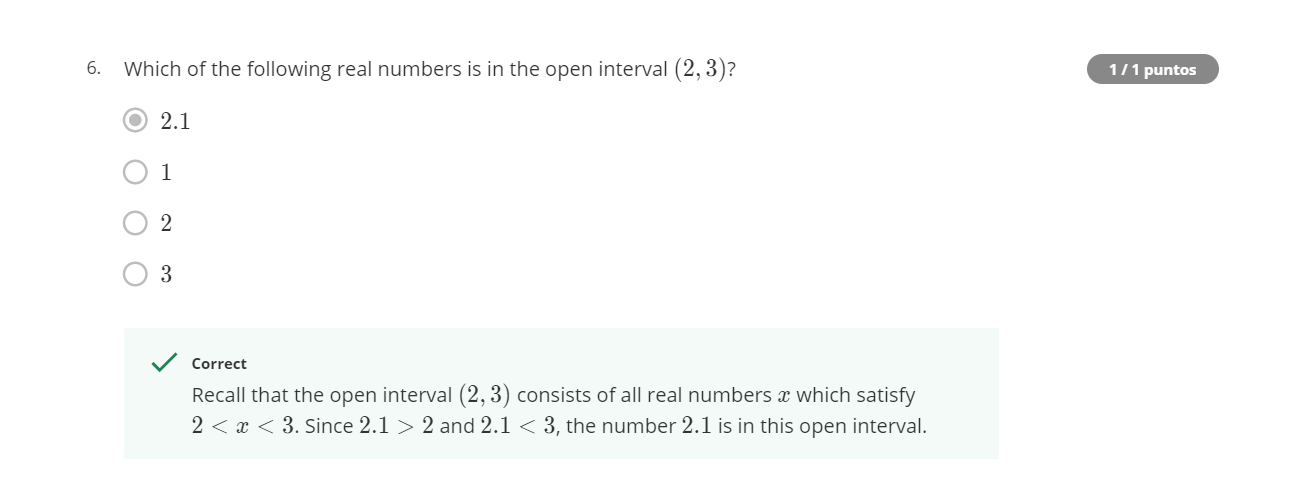 6. Which of the following real numbers is in the open interval (2, 3)?
1 / 1 puntos
2.1
1
2
3
Correct
Recall that the open interval (2, 3) consists of all real numbers x which satisfy
2 < x < 3. Since 2.1 > 2 and 2.1 < 3, the number 2.1 is in this open interval.